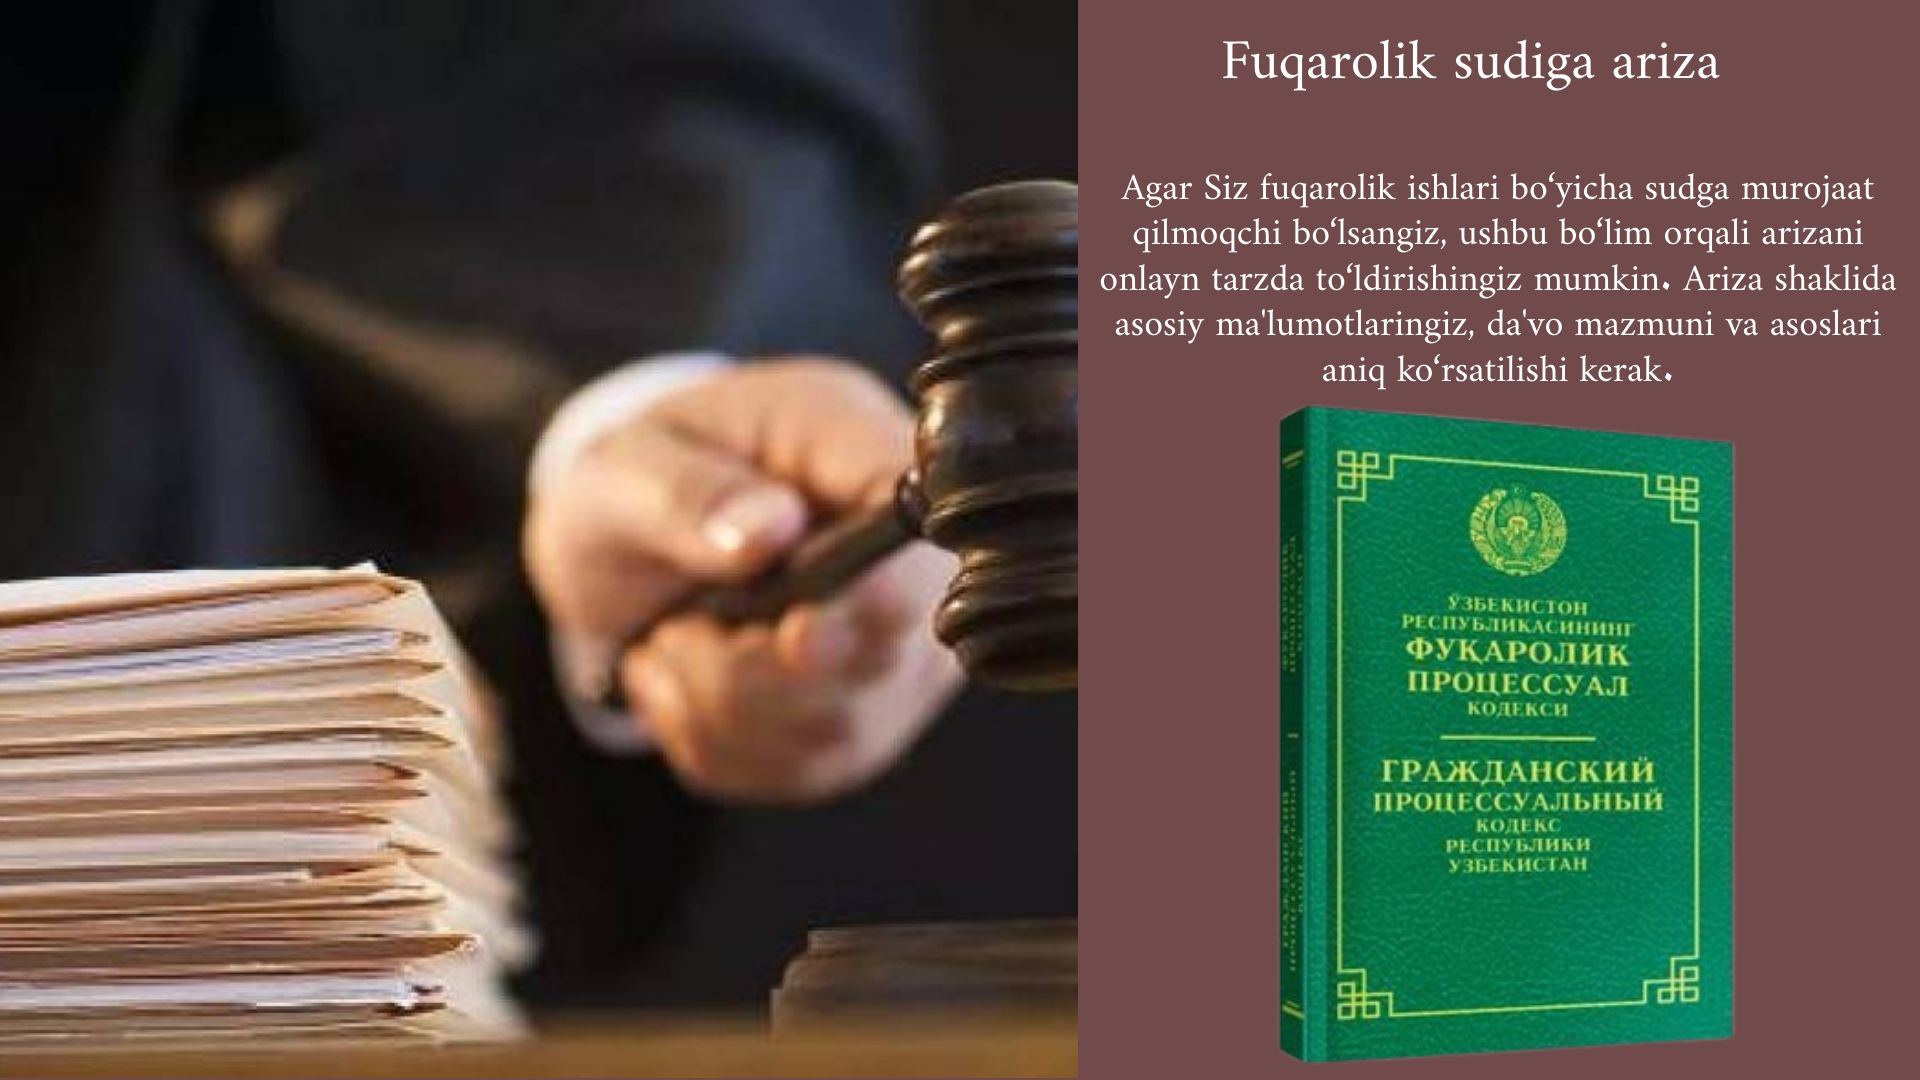 Fuqarolik sudiga ariza
Agar Siz fuqarolik ishlari bo‘yicha sudga murojaat
qilmoqchi bo‘lsangiz, ushbu bo‘lim orqali arizani
onlayn tarzda to‘ldirishingiz mumkin. Ariza shaklida
asosiy ma'lumotlaringiz, da'vo mazmuni va asoslari
aniq ko‘rsatilishi kerak.
ЎЗБЕКИСТОН
РЕСПУБЛИКАСИНИНГ
ФУҚАРОЛИК
ПРОЦЕССУАЛ
КОДЕКСИ
ГРАЖДАНСКИЙ
ПРОЦЕССУАЛЬНЫЙ
КОДЕКС
РЕСПУБЛИКИ
УЗБЕКИСТАН